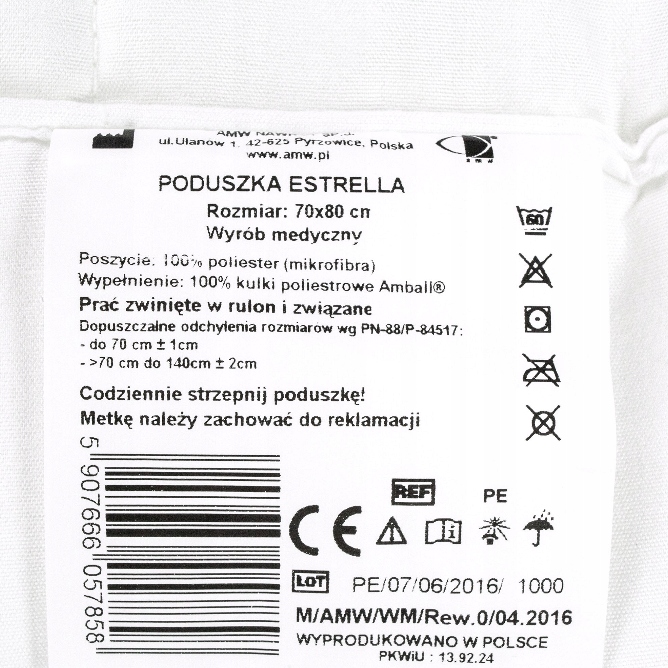 ul.Ulanow 1, 42-625 Pyrzowice, Polska
www.amw.pl
AMW
PODUSZKA ESTRELLA
Rozmiar: 70x80 cm
Wyrób medyczny
60
Poszycie: 100% poliester (mikrofibra)
Wypełnienie: 100% kulki poliestrowe Amball®
Prać zwinięte w rulon i związane
Dopuszczalne odchylenia rozmiarow wg PN-88/P-84517:
- do 70 cm ± 1cm
- >70 cm do 140cm ± 2cm
Codziennie strzepnij poduszkę!
Metkę należy zachować do reklamacji
5 907666 057858
REF PE
CE
LOT PE/07/06/2016/ 1000
M/AMW/WM/Rew.0/04.2016
WYPRODUKOWANO W POLSCE
PKWiU : 13.92.24